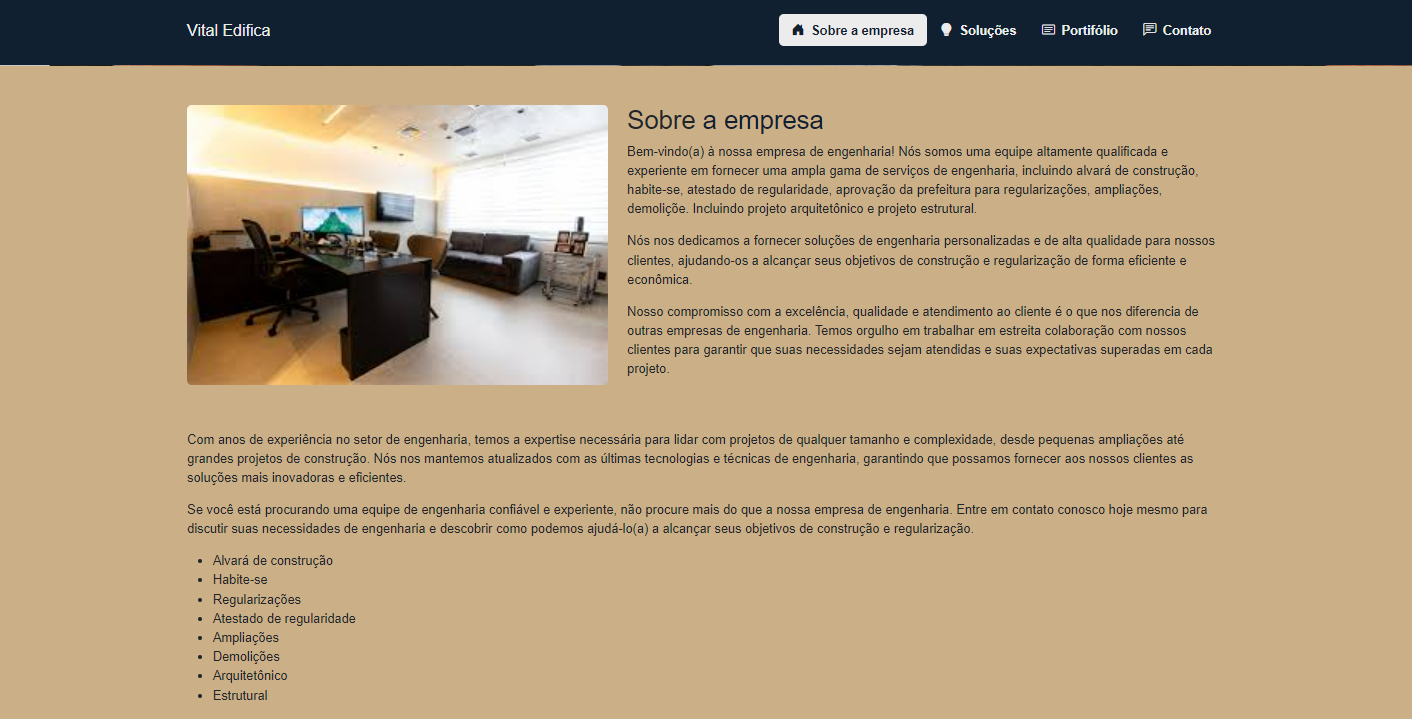 Vital Edifica
Sobre a empresa
Soluções
Portifólio
Contato
Sobre a empresa
Bem-vindo(a) à nossa empresa de engenharia! Nós somos uma equipe altamente qualificada e
experiente em fornecer uma ampla gama de serviços de engenharia, incluindo alvará de construção,
habite-se, atestado de regularidade, aprovação da prefeitura para regularizações, ampliações,
demoliçõe. Incluindo projeto arquitetônico e projeto estrutural.
Nós nos dedicamos a fornecer soluções de engenharia personalizadas e de alta qualidade para nossos
clientes, ajudando-os a alcançar seus objetivos de construção e regularização de forma eficiente e
econômica.
Nosso compromisso com a excelência, qualidade e atendimento ao cliente é o que nos diferencia de
outras empresas de engenharia. Temos orgulho em trabalhar em estreita colaboração com nossos
clientes para garantir que suas necessidades sejam atendidas e suas expectativas superadas em cada
projeto.
Com anos de experiência no setor de engenharia, temos a expertise necessária para lidar com projetos de qualquer tamanho e complexidade, desde pequenas ampliações até
grandes projetos de construção. Nós nos mantemos atualizados com as últimas tecnologias e técnicas de engenharia, garantindo que possamos fornecer aos nossos clientes as
soluções mais inovadoras e eficientes.
Se você está procurando uma equipe de engenharia confiável e experiente, não procure mais do que a nossa empresa de engenharia. Entre em contato conosco hoje mesmo para
discutir suas necessidades de engenharia e descobrir como podemos ajudá-lo(a) a alcançar seus objetivos de construção e regularização.
• Alvará de construção
• Habite-se
• Regularizações
• Atestado de regularidade
• Ampliações
• Demolições
• Arquitetônico
• Estrutural